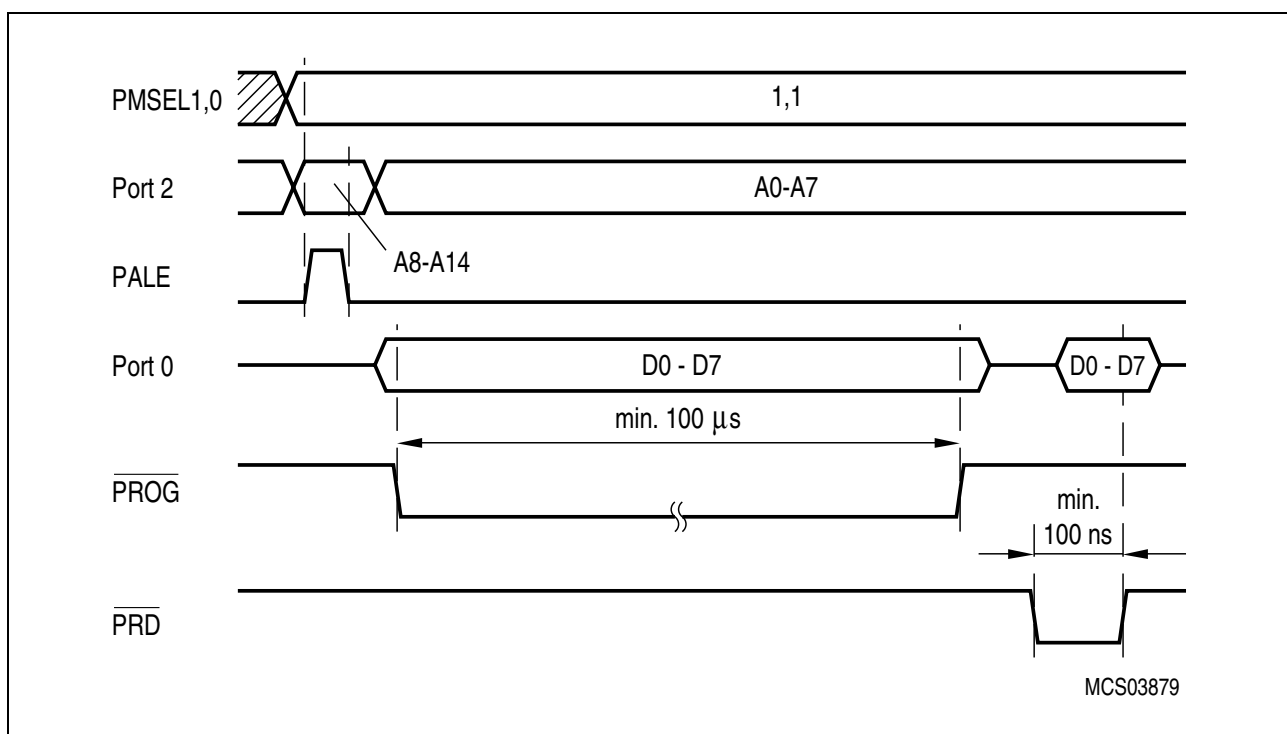 PMSEL1,0
1,1
Port 2
A0-A7
A8-A14
PALE
Port 0
D0 - D7
D0 - D7
min. 100 μs
PROG
min.
100 ns
PRD
MCS03879